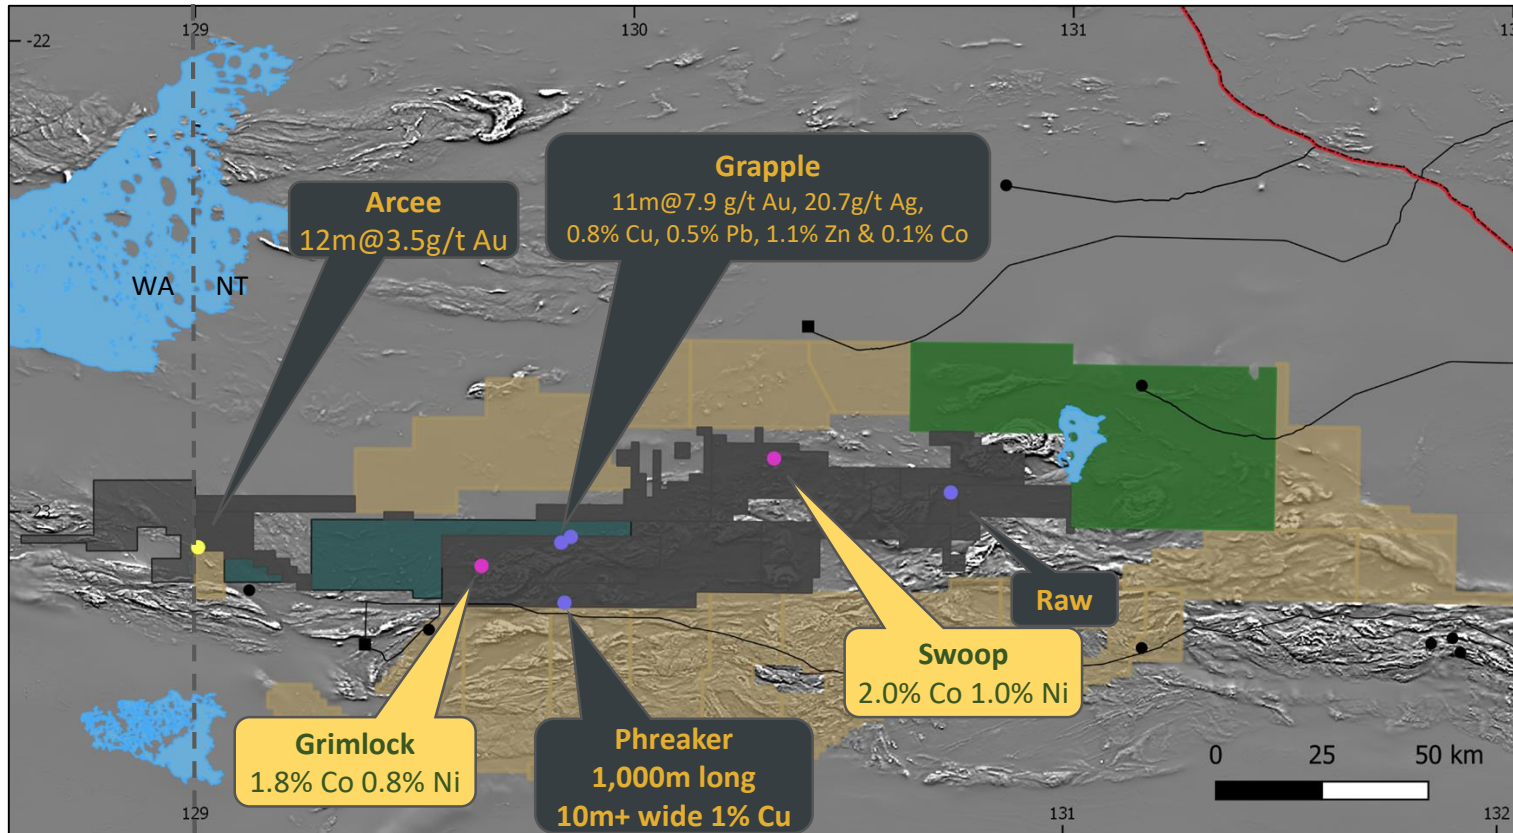 129
130
131
13
-22
Grapple
11m@7.9 g/t Au, 20.7g/t Ag,
0.8% Cu, 0.5% Pb, 1.1% Zn & 0.1% Co
Arcee
12m@3.5g/t Au
WA
NT
-23
Raw
Swoop
2.0% Co 1.0% Ni
Grimlock
1.8% Co 0.8% Ni
Phreaker
1,000m long
10m+ wide 1% Cu
0 25 50 km
129
131
132